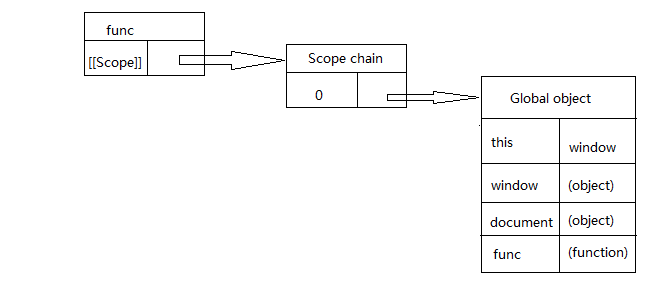 func
[[Scope]]
Scope chain
0
Global object
this window
window (object)
document (object)
func (function)